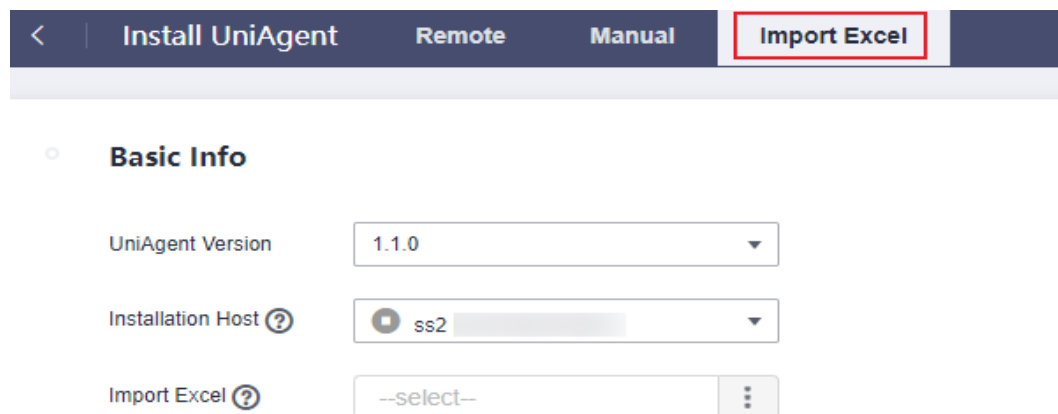 Install UniAgent Remote Manual Import Excel
Basic Info
UniAgent Version 1.1.0
Installation Host ? ss2
Import Excel ? --select--